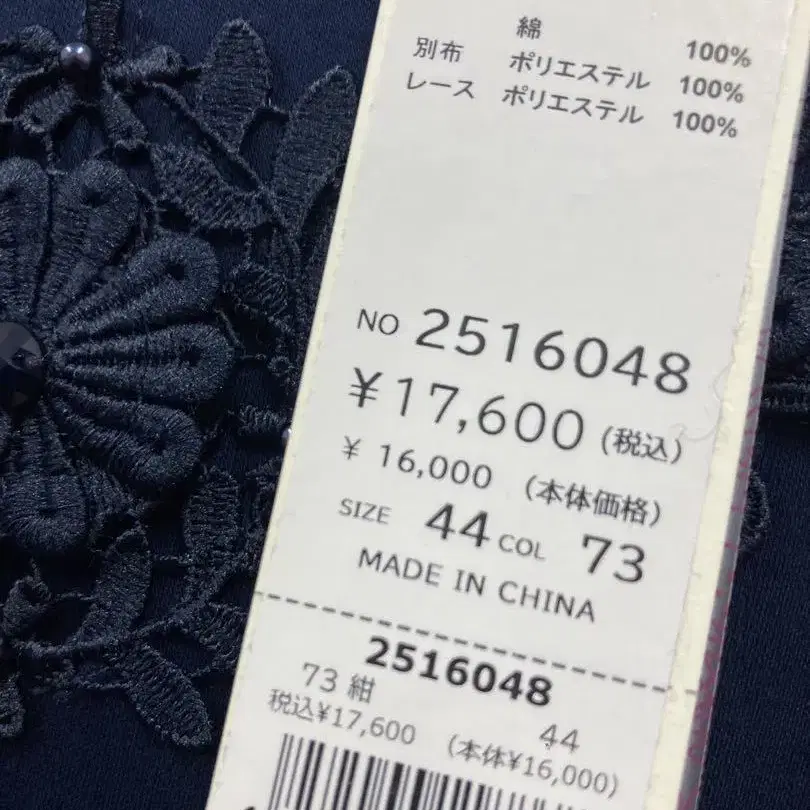 綿 100%
別布 ポリエステル 100%
レース ポリエステル 100%
NO 2516048
¥17,600 (税込)
¥ 16,000 (本体価格)
SIZE 44 COL 73
MADE IN CHINA
2516048
73 紺 44
税込¥17,600 (本体¥16,000)